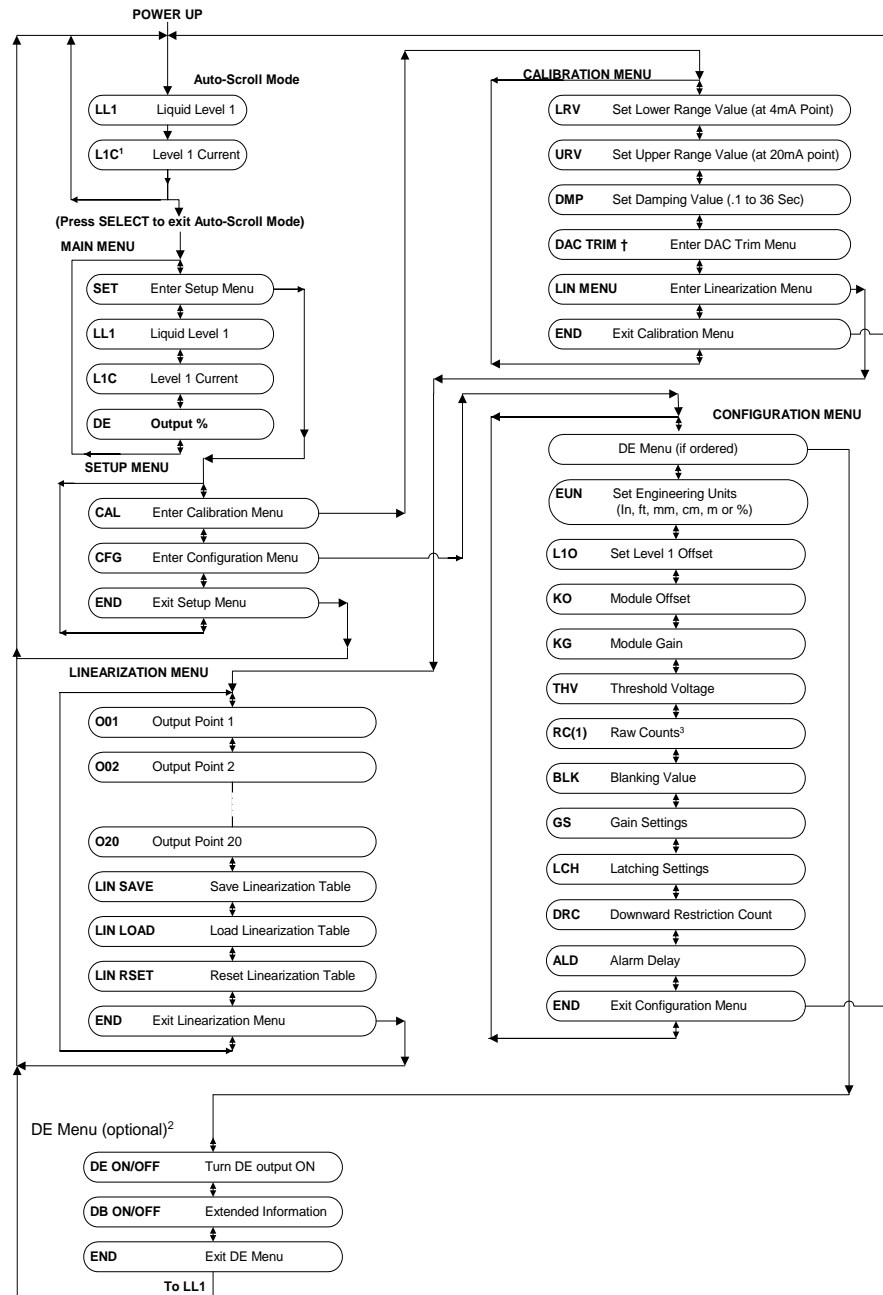 POWER UP
Auto-Scroll Mode
LL1 Liquid Level 1
L1C¹ Level 1 Current
(Press SELECT to exit Auto-Scroll Mode)
MAIN MENU
SET Enter Setup Menu
LL1 Liquid Level 1
L1C Level 1 Current
DE Output %
SETUP MENU
CAL Enter Calibration Menu
CFG Enter Configuration Menu
END Exit Setup Menu
CALIBRATION MENU
LRV Set Lower Range Value (at 4mA Point)
URV Set Upper Range Value (at 20mA point)
DMP Set Damping Value (.1 to 36 Sec)
DAC TRIM † Enter DAC Trim Menu
LIN MENU Enter Linearization Menu
END Exit Calibration Menu
CONFIGURATION MENU
DE Menu (if ordered)
EUN Set Engineering Units
(In, ft, mm, cm, m or %)
L1O Set Level 1 Offset
KO Module Offset
KG Module Gain
THV Threshold Voltage
RC(1) Raw Counts³
BLK Blanking Value
GS Gain Settings
LCH Latching Settings
DRC Downward Restriction Count
ALD Alarm Delay
END Exit Configuration Menu
LINEARIZATION MENU
O01 Output Point 1
O02 Output Point 2
O20 Output Point 20
LIN SAVE Save Linearization Table
LIN LOAD Load Linearization Table
LIN RSET Reset Linearization Table
END Exit Linearization Menu
DE Menu (optional)²
DE ON/OFF Turn DE output ON
DB ON/OFF Extended Information
END Exit DE Menu
To LL1